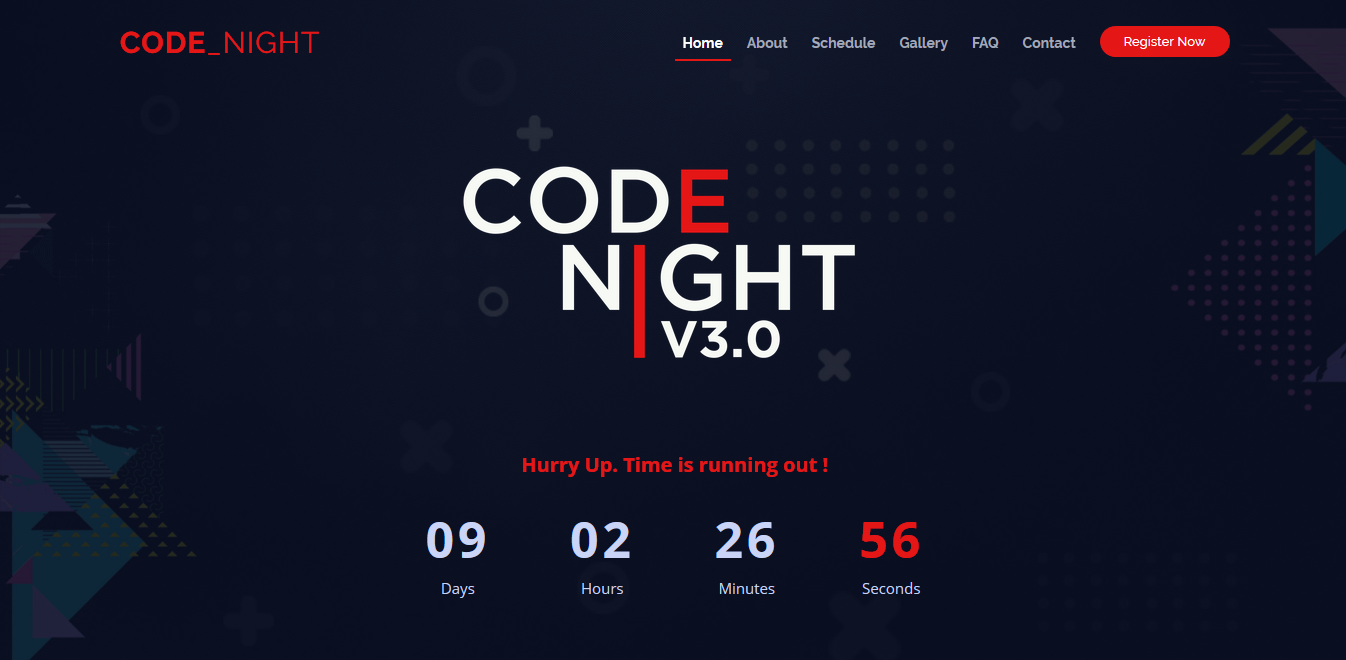 CODE_NIGHT
Home About Schedule Gallery FAQ Contact Register Now
CODE
NIGHT
V3.0
Hurry Up. Time is running out !
09 02 26 56
Days Hours Minutes Seconds